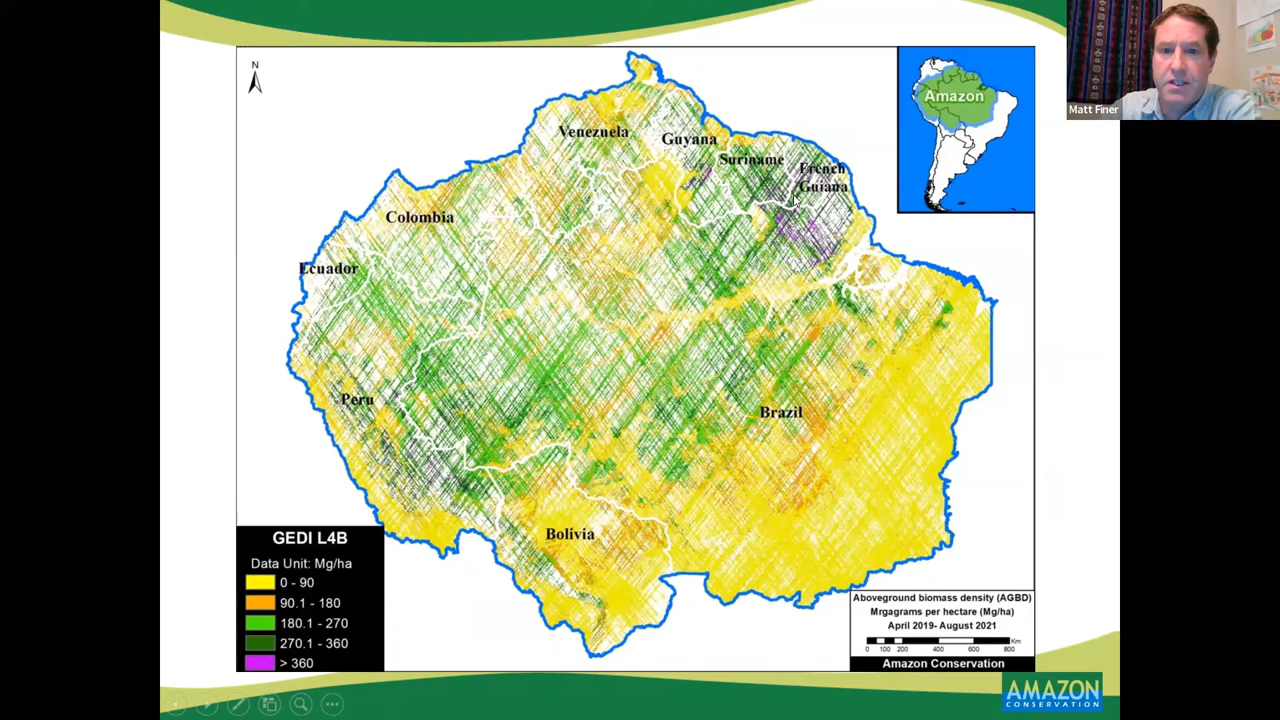 Matt Finer
N
Amazon
Venezuela
Guyana
Suriname
French
Guiana
Colombia
Ecuador
Peru
Brazil
Bolivia
GEDI L4B
Data Unit: Mg/ha
0 - 90
90.1 - 180
180.1 - 270
270.1 - 360
> 360
Aboveground biomass density (AGBD)
Mrgagrams per hectare (Mg/ha)
April 2019- August 2021
Km
0 100 200 400 600 800
Amazon Conservation
AMAZON
CONSERVATION